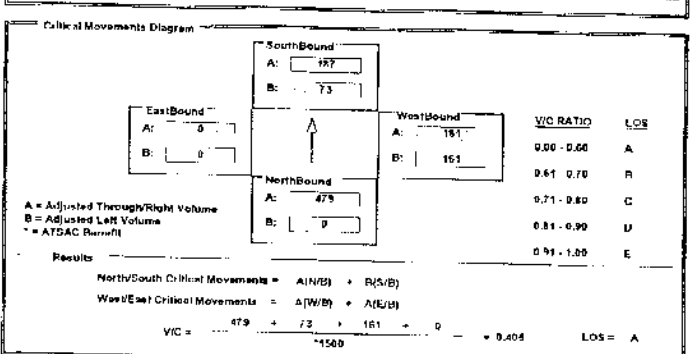 Critical Movements Diagram
SouthBound
A: 187
B: 73
EastBound
A: 0
B: 0
WestBound
A: 161
B: 161
NorthBound
A: 479
B: 0
V/C RATIO LOS
0.00 - 0.60 A
0.61 - 0.70 B
0.71 - 0.80 C
0.81 - 0.90 D
0.91 - 1.00 E
A = Adjusted Through/Right Volume
B = Adjusted Left Volume
* = ATSAC Benefit
Results
North/South Critical Movements = A(N/B) + B(S/B)
West/East Critical Movements = A(W/B) + A(E/B)
V/C = 479 + 73 + 161 + 0 = * 0.405 LOS = A
*1500